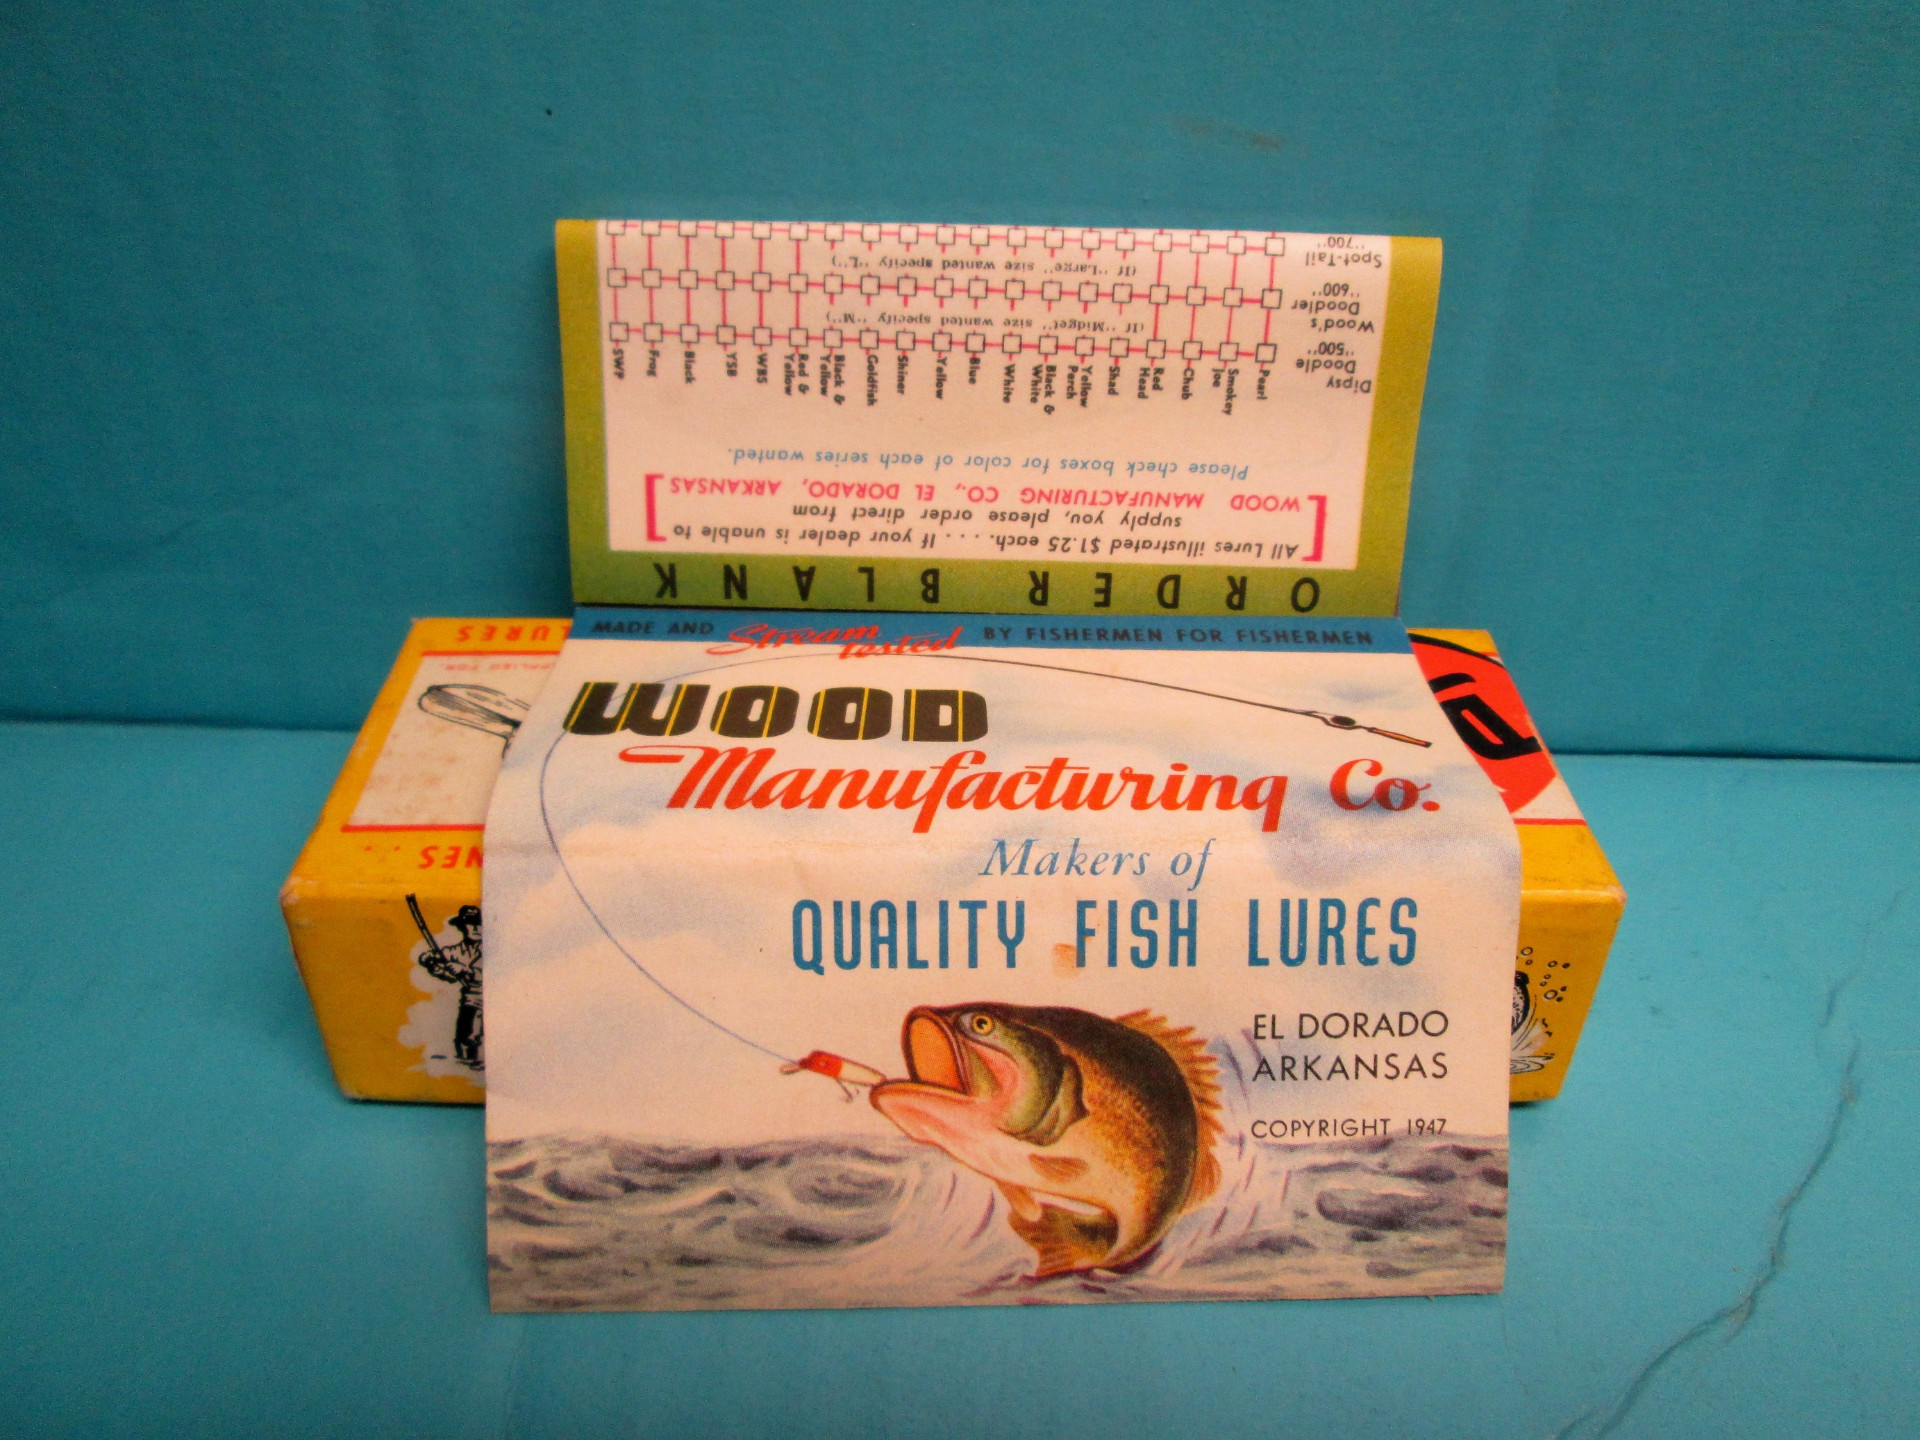 ORDER BLANK
All Lures illustrated $1.25 each. . . . If your dealer is unable to
supply you, please order direct from
WOOD MANUFACTURING CO., EL DORADO, ARKANSAS
Please check boxes for color of each series wanted.
Pearl
Smokey Joe
Chub
Red Head
Shad
Yellow Perch
Black & White
White
Blue
Yellow
Shiner
Goldfish
Black & Yellow
Red & Yellow
WBS
YSB
Black
Frog
SWP
Dipsy
Doodle
"500"
(If "Midget" size wanted specify "M")
Wood's
Doodler
"600"
(If "Large" size wanted specify "L")
Spot-Tail
"700"
MADE AND Stream tested BY FISHERMEN FOR FISHERMEN
WOOD
Manufacturing Co.
Makers of
QUALITY FISH LURES
EL DORADO
ARKANSAS
COPYRIGHT 1947
LURES